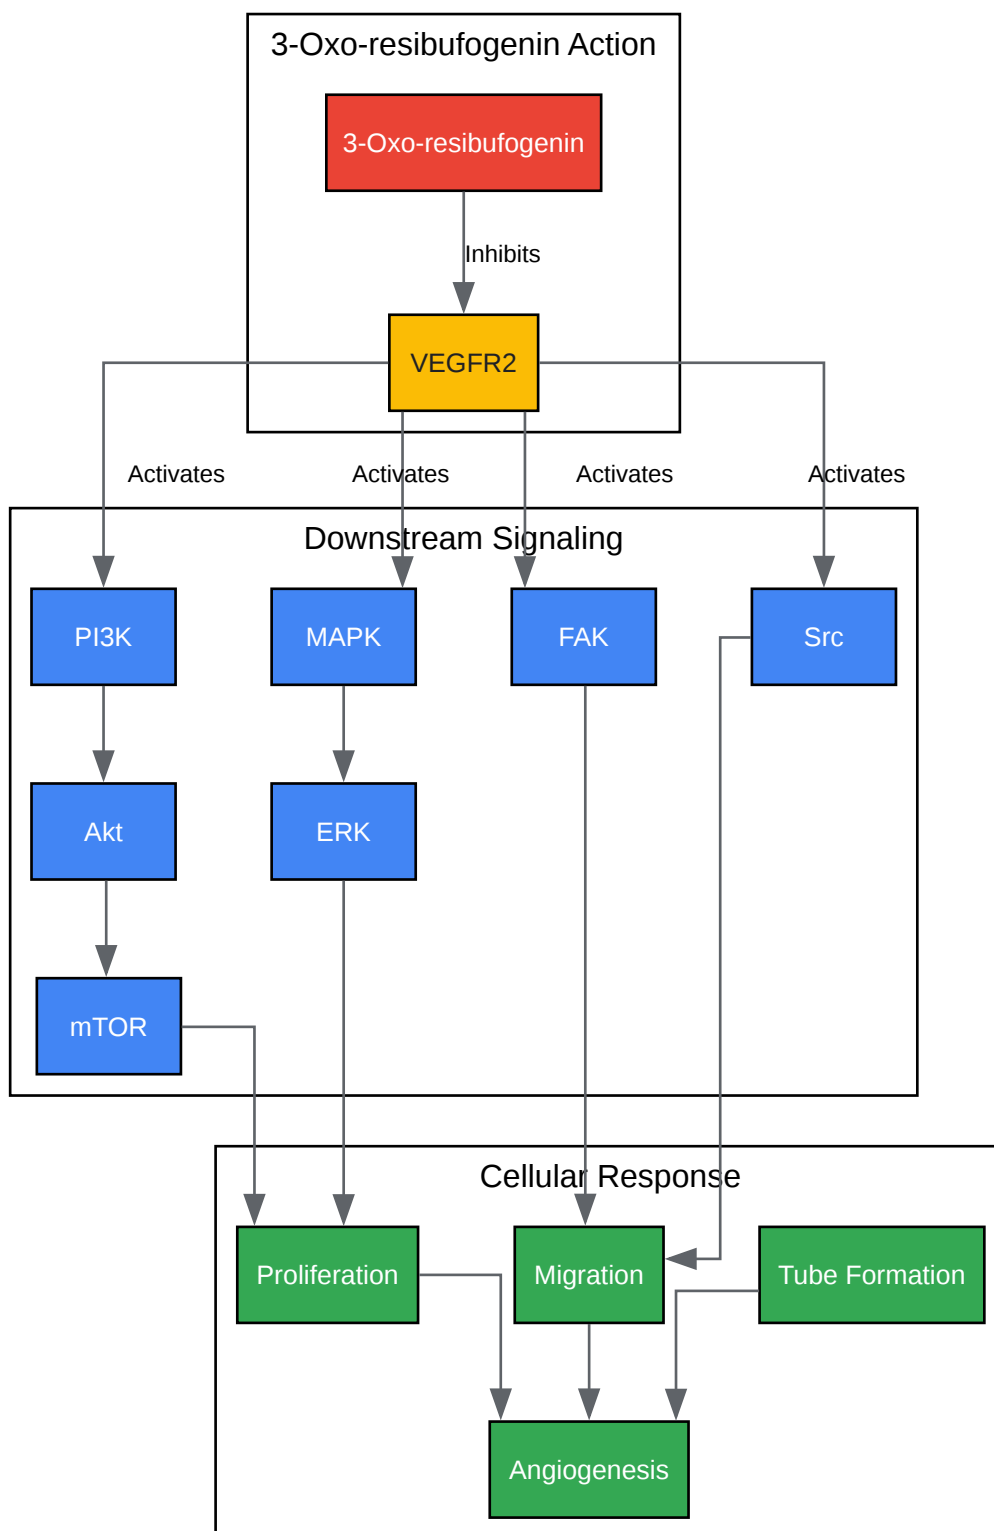 3-Oxo-resibufogenin Action
3-Oxo-resibufogenin
Inhibits
VEGFR2
Activates
Activates
Activates
Activates
Downstream Signaling
PI3K
MAPK
FAK
Src
Akt
ERK
mTOR
Cellular Response
Proliferation
Migration
Tube Formation
Angiogenesis